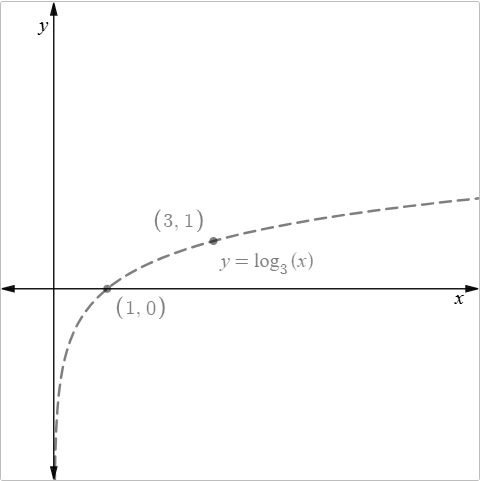 y
(3, 1)
y = log₃(x)
x
(1, 0)